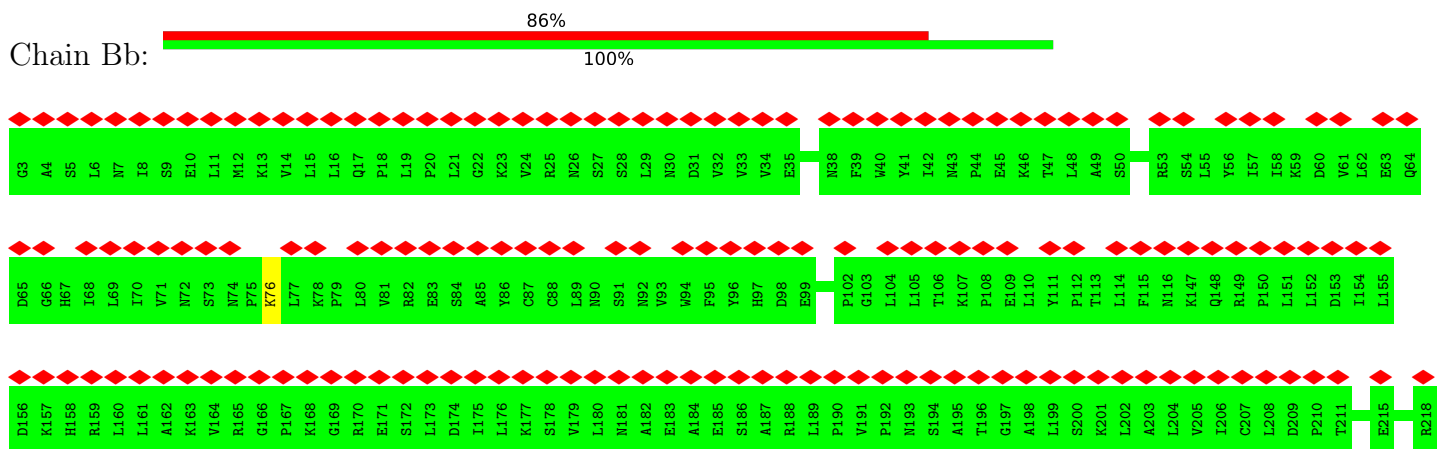 86%
Chain Bb:
100%
G3 A4 S5 L6 N7 I8 S9 E10 L11 M12 K13 V14 L15 L16 Q17 P18 L19 P20 L21 G22 K23 V24 R25 N26 S27 S28 L29 N30 D31 V32 V33 V34 E35 N38 F39 W40 Y41 I42 N43 P44 E45 K46 T47 L48 A49 S50 R53 S54 L55 Y56 I57 I58 K59 D60 V61 L62 E63 Q64
D65 G66 H67 I68 L69 I70 V71 N72 S73 N74 P75 K76 L77 K78 P79 L80 V81 R82 E83 S84 A85 Y86 C87 C88 L89 N90 S91 N92 V93 W94 F95 Y96 H97 D98 E99 P102 G103 L104 L105 T106 K107 P108 E109 L110 Y111 P112 T113 L114 F115 N116 K147 Q148 R149 P150 L151 L152 D153 I154 L155
D156 K157 H158 R159 L160 L161 A162 K163 V164 R165 G166 P167 K168 G169 R170 E171 S172 L173 D174 I175 L176 K177 S178 V179 L180 N181 A182 E183 A184 E185 S186 A187 R188 L189 P190 V191 P192 N193 S194 A195 T196 G197 A198 L199 S200 K201 L202 A203 L204 V205 I206 C207 L208 D209 P210 T211 E215 R218